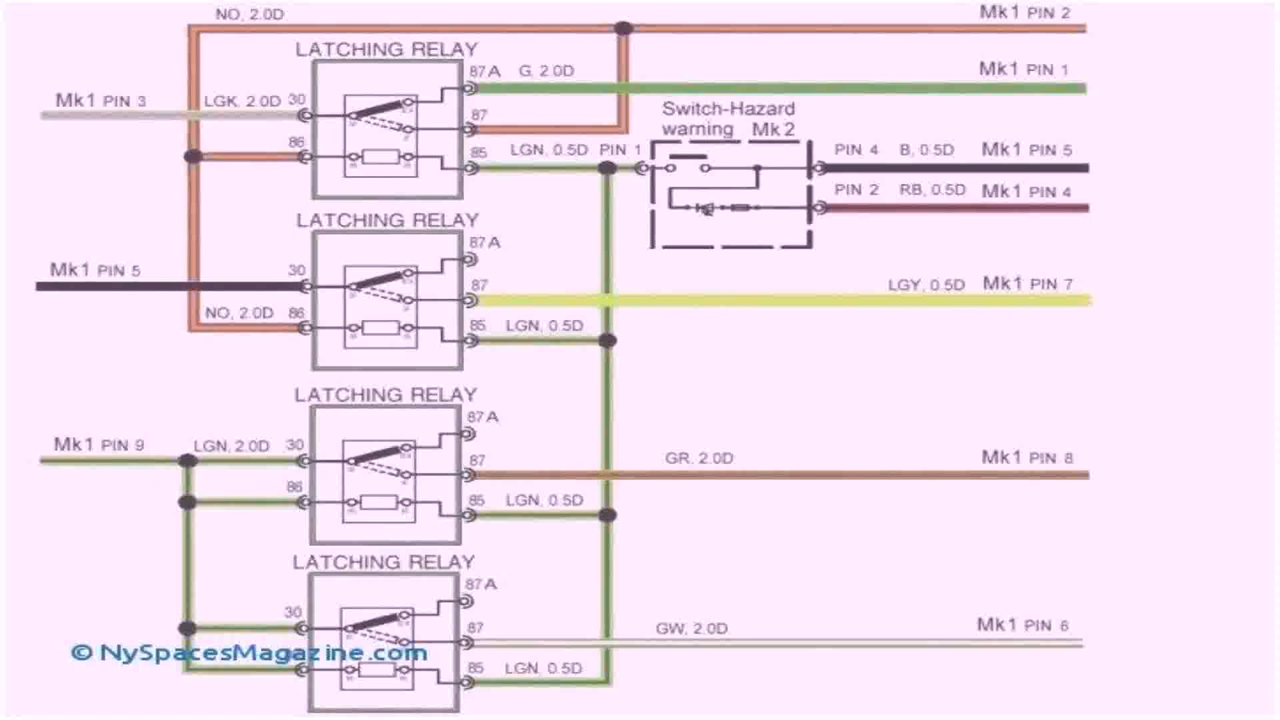 NO, 2.0D
Mk1 PIN 2
LATCHING RELAY
87A
G, 2.0D
Mk1 PIN 1
Mk1 PIN 3
LGK, 2.0D
30
87
Switch-Hazard
warning Mk2
86
85
LGN, 0.5D
PIN 1
PIN 4
B, 0.5D
Mk1 PIN 5
PIN 2
RB, 0.5D
Mk1 PIN 4
LATCHING RELAY
87A
Mk1 PIN 5
30
87
LGY, 0.5D
Mk1 PIN 7
NO, 2.0D
86
85
LGN, 0.5D
LATCHING RELAY
87A
Mk1 PIN 9
LGN, 2.0D
30
87
GR, 2.0D
Mk1 PIN 8
86
85
LGN, 0.5D
LATCHING RELAY
87A
30
87
GW, 2.0D
Mk1 PIN 6
© NySpacesMagazine.com
85
LGN, 0.5D